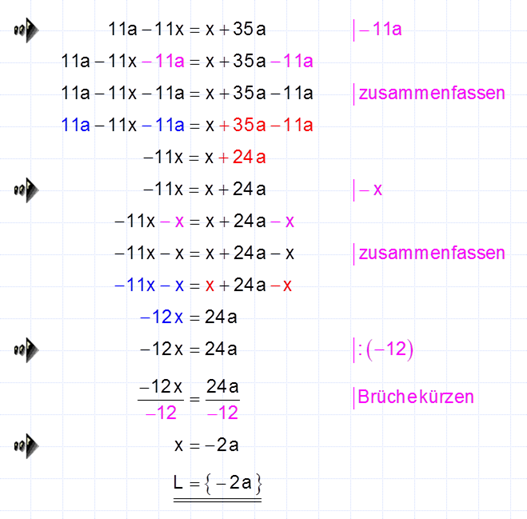 11a − 11x = x + 35a |−11a
11a − 11x − 11a = x + 35a − 11a
11a − 11x − 11a = x + 35a − 11a |zusammenfassen
11a − 11x − 11a = x + 35a − 11a
−11x = x + 24a
−11x = x + 24a |−x
−11x − x = x + 24a − x
−11x − x = x + 24a − x |zusammenfassen
−11x − x = x + 24a − x
−12x = 24a
−12x = 24a |:(−12)
−12x/−12 = 24a/−12 |Brüchekürzen
x = −2a
L = {−2a}